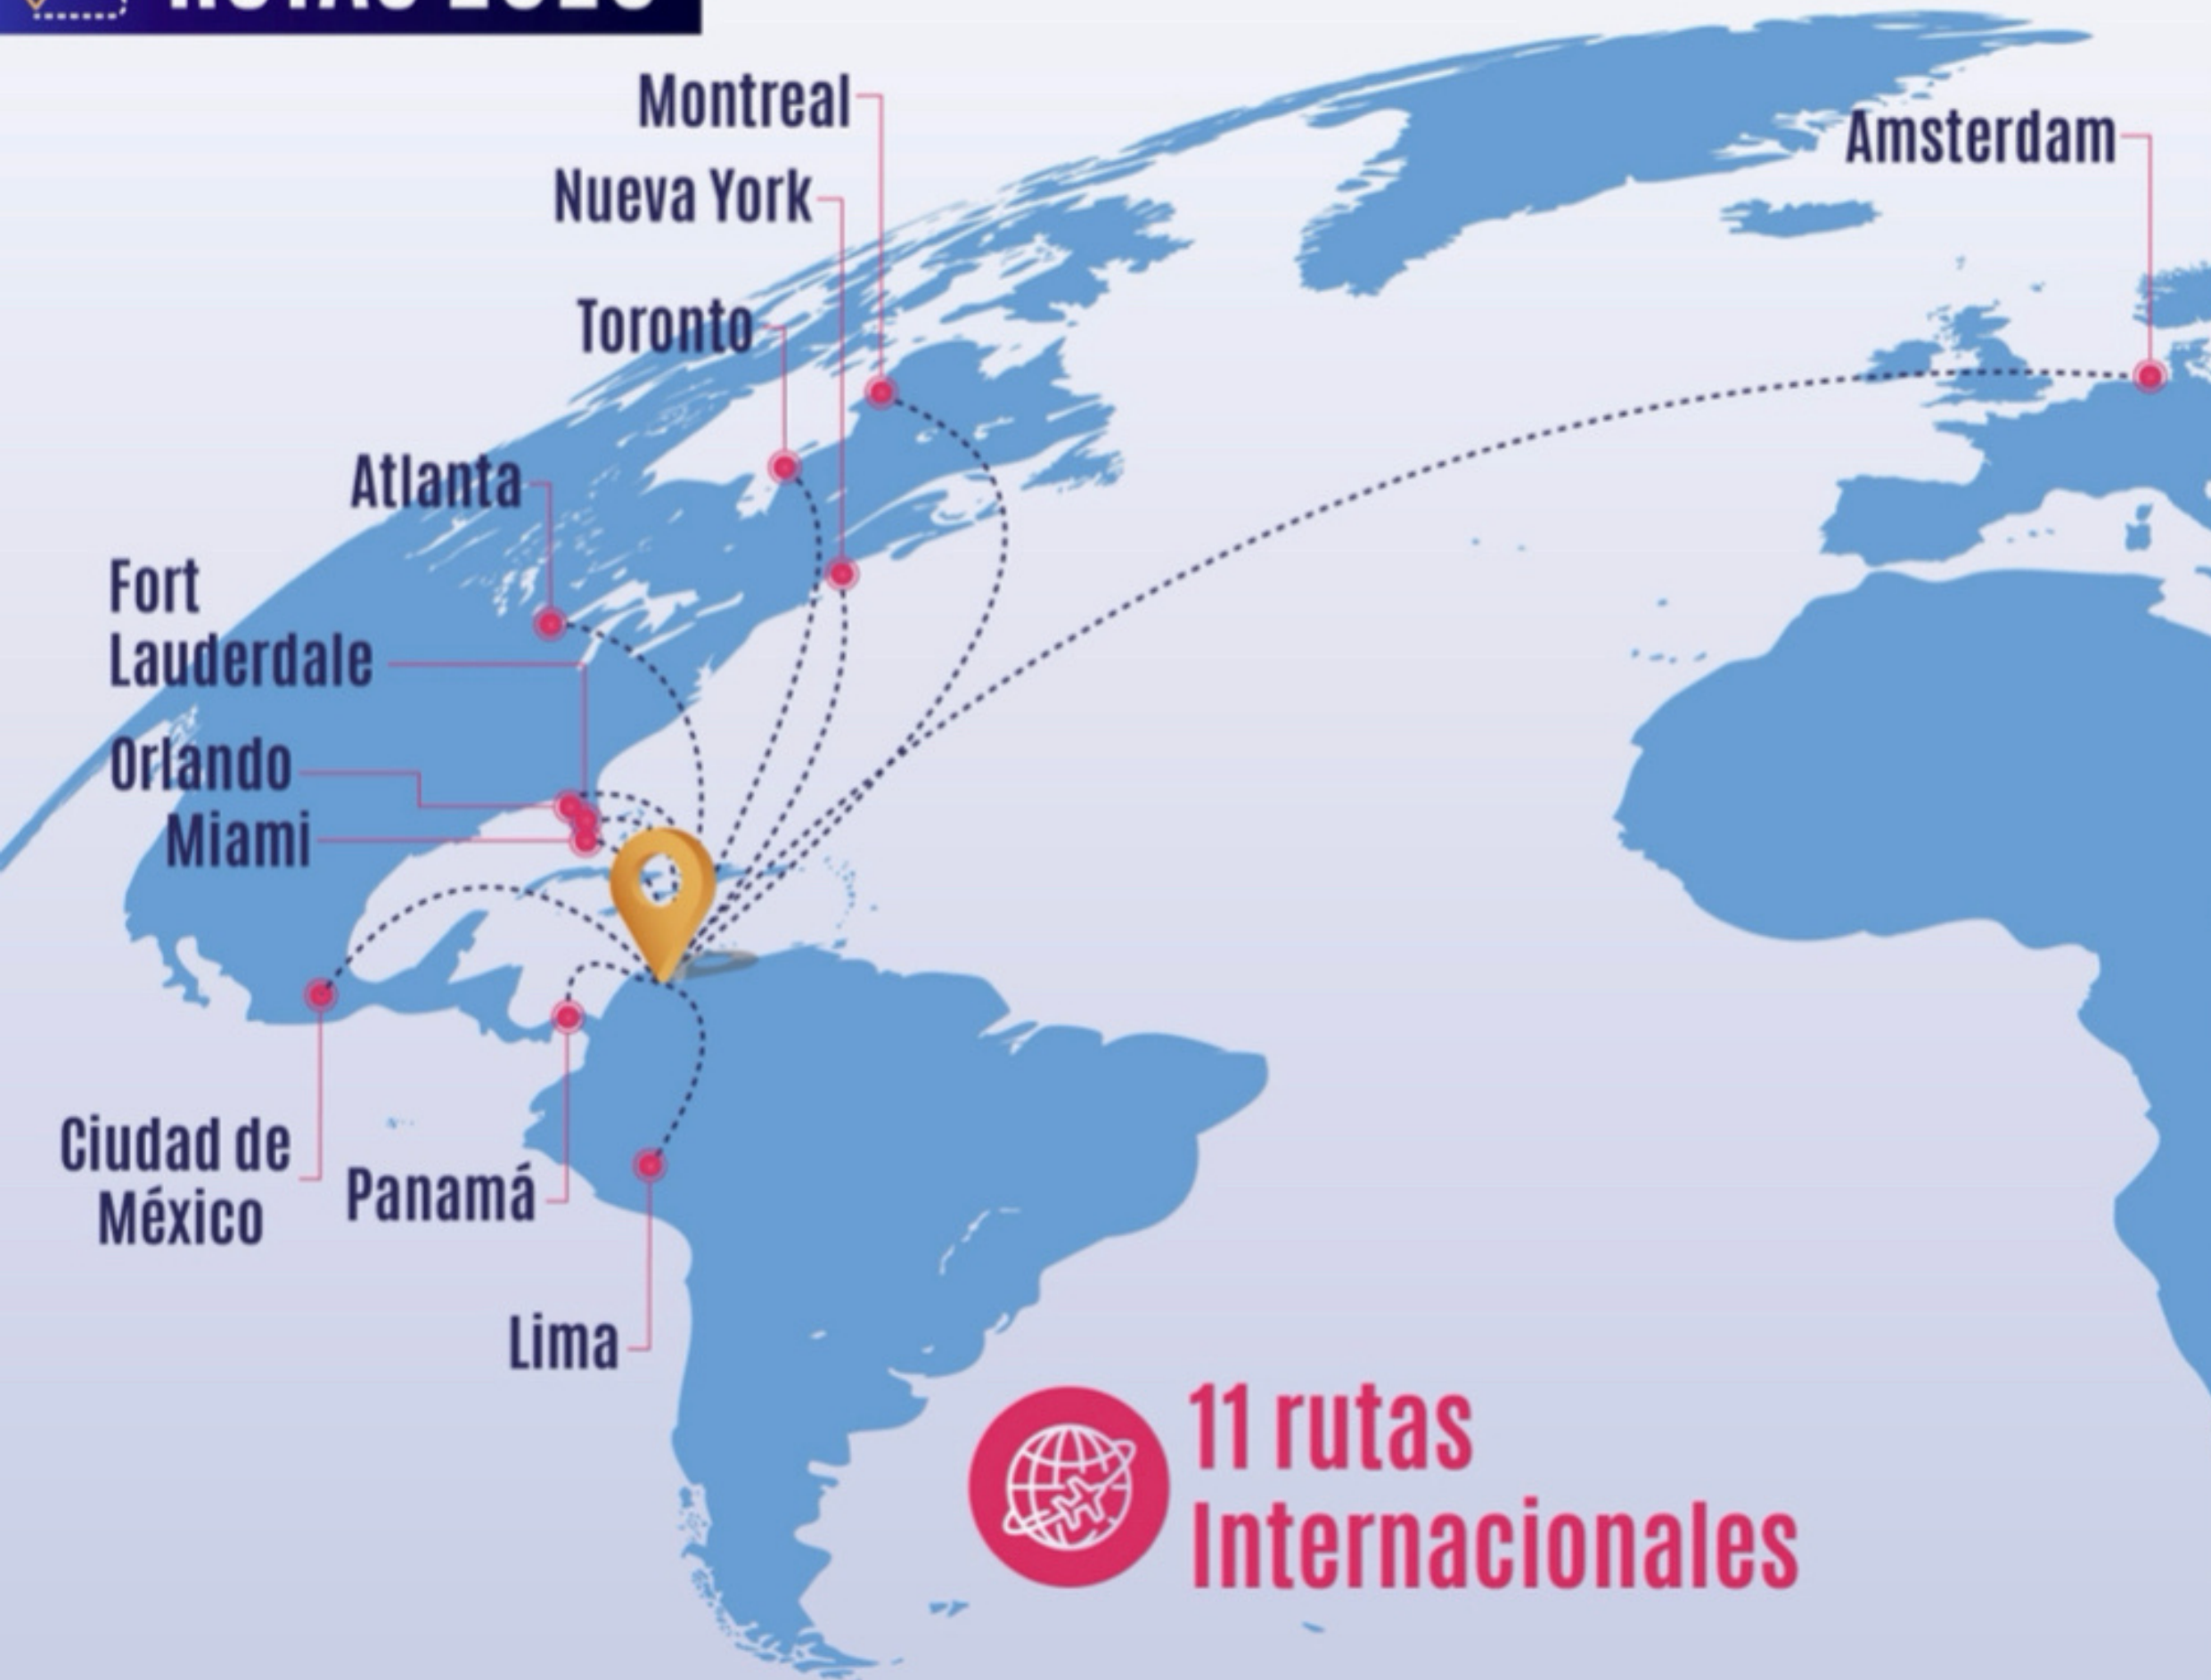 Montreal
Amsterdam
Nueva York
Toronto
Atlanta
Fort
Lauderdale
Orlando
Miami
Ciudad de
México
Panamá
Lima
11 rutas
Internacionales